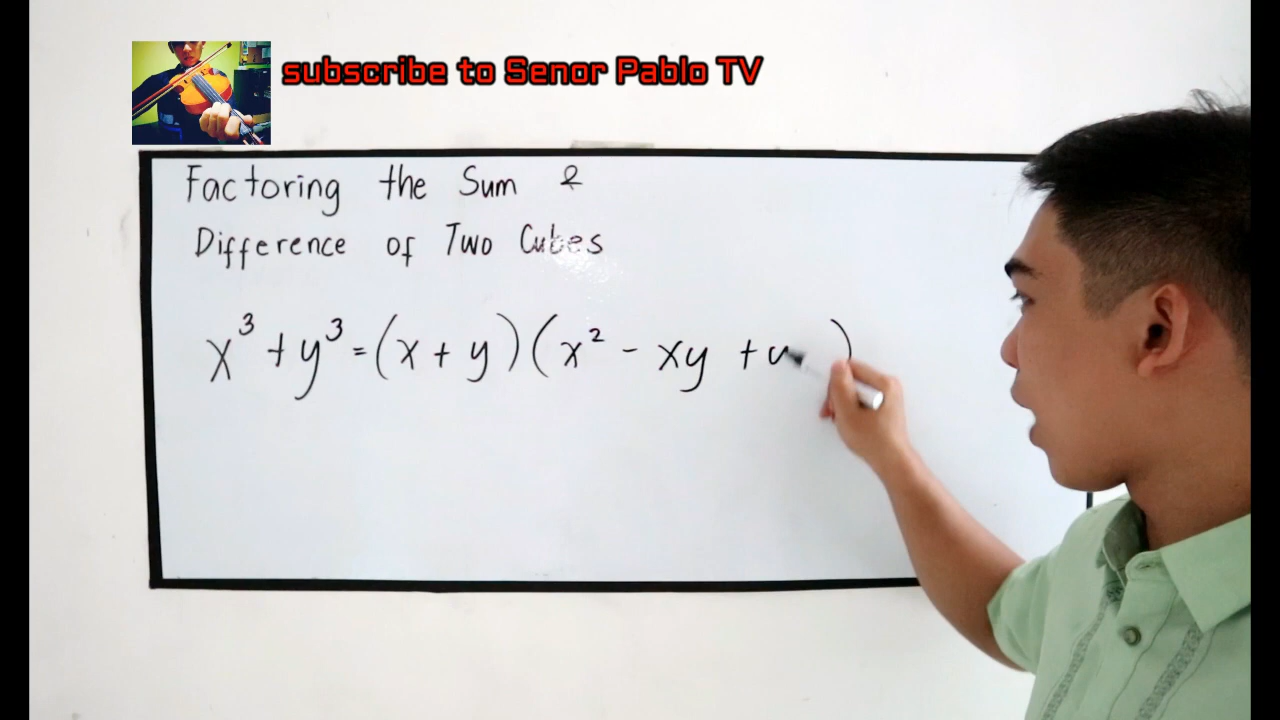 subscribe to Senor Pablo TV
Factoring the Sum &
Difference of Two Cubes
x³ + y³ = (x + y)(x² - xy + )